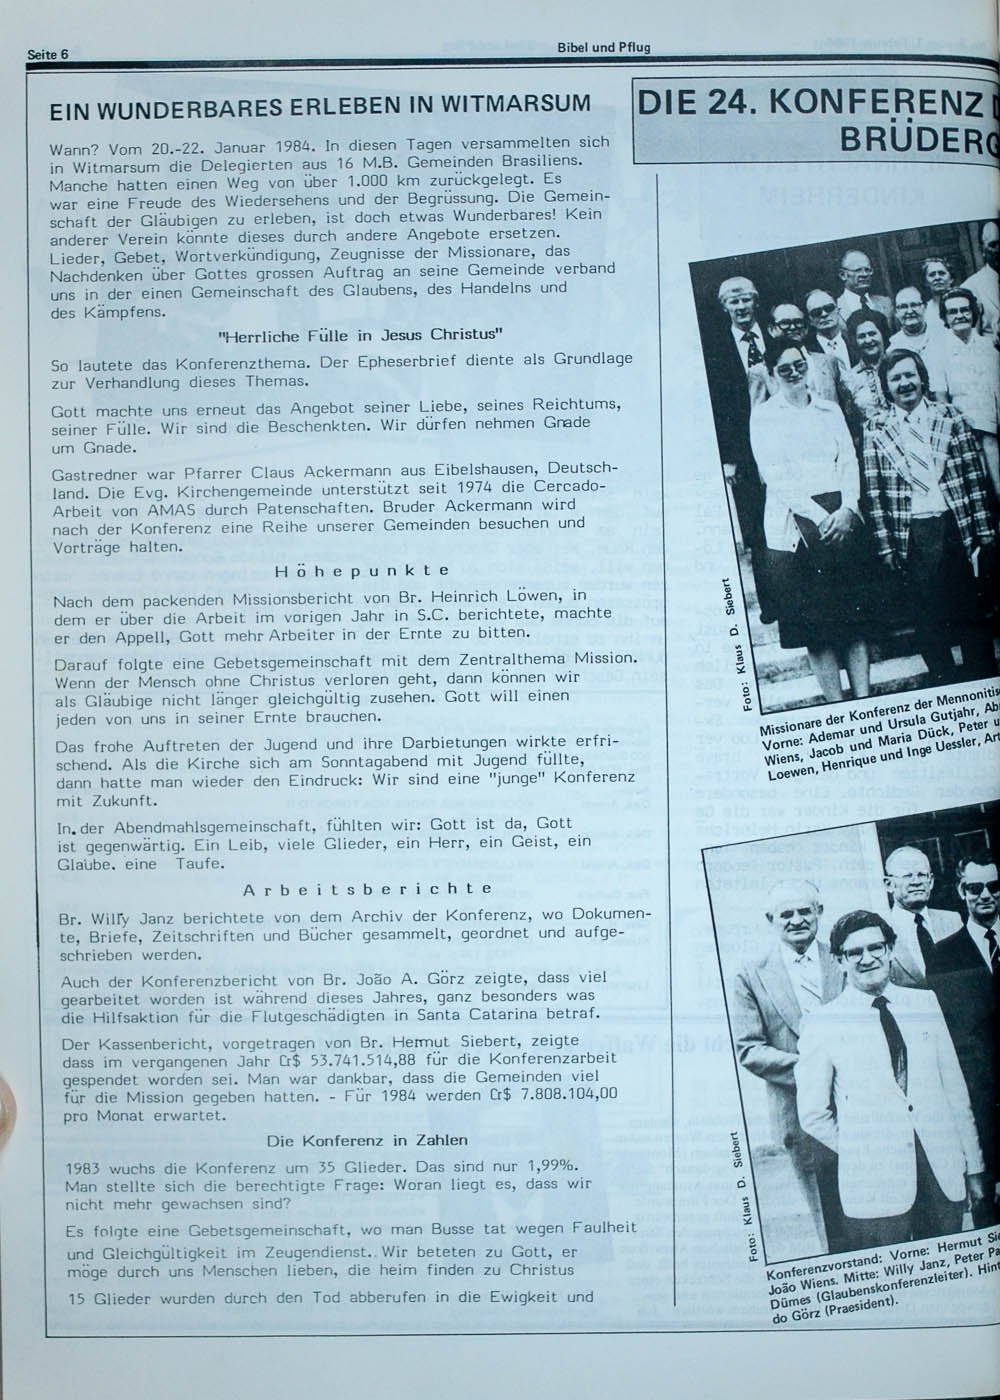 Seite 6
Bibel und Pflug
EIN WUNDERBARES ERLEBEN IN WITMARSUM
Wann? Vom 20.-22. Januar 1984. In diesen Tagen versammelten sich
in Witmarsum die Delegierten aus 16 M.B. Gemeinden Brasiliens.
Manche hatten einen Weg von über 1.000 km zurückgelegt. Es
war eine Freude des Wiedersehens und der Begrüssung. Die Gemein-
schaft der Gläubigen zu erleben, ist doch etwas Wunderbares! Kein
anderer Verein könnte dieses durch andere Angebote ersetzen.
Lieder, Gebet, Wortverkündigung, Zeugnisse der Missionare, das
Nachdenken über Gottes grossen Auftrag an seine Gemeinde verband
uns in der einen Gemeinschaft des Glaubens, des Handelns und
des Kämpfens.
"Herrliche Fülle in Jesus Christus"
So lautete das Konferenzthema. Der Epheserbrief diente als Grundlage
zur Verhandlung dieses Themas.
Gott machte uns erneut das Angebot seiner Liebe, seines Reichtums,
seiner Fülle. Wir sind die Beschenkten. Wir dürfen nehmen Gnade
um Gnade.
Gastredner war Pfarrer Claus Ackermann aus Eibelshausen, Deutsch-
land. Die Evg. Kirchengemeinde unterstützt seit 1974 die Cercado-
Arbeit von AMAS durch Patenschaften. Bruder Ackermann wird
nach der Konferenz eine Reihe unserer Gemeinden besuchen und
Vorträge halten.
Höhepunkte
Nach dem packenden Missionsbericht von Br. Heinrich Löwen, in
dem er über die Arbeit im vorigen Jahr in S.C. berichtete, machte
er den Appell, Gott mehr Arbeiter in der Ernte zu bitten.
Darauf folgte eine Gebetsgemeinschaft mit dem Zentralthema Mission.
Wenn der Mensch ohne Christus verloren geht, dann können wir
als Gläubige nicht länger gleichgültig zusehen. Gott will einen
jeden von uns in seiner Ernte brauchen.
Das frohe Auftreten der Jugend und ihre Darbietungen wirkte erfri-
schend. Als die Kirche sich am Sonntagabend mit Jugend füllte,
dann hatte man wieder den Eindruck: Wir sind eine "junge" Konferenz
mit Zukunft.
In. der Abendmahlsgemeinschaft, fühlten wir: Gott ist da, Gott
ist gegenwärtig. Ein Leib, viele Glieder, ein Herr, ein Geist, ein
Glaube. eine Taufe.
Arbeitsberichte
Br. Willy Janz berichtete von dem Archiv der Konferenz, wo Dokumen-
te, Briefe, Zeitschriften und Bücher gesammelt, geordnet und aufge-
schrieben werden.
Auch der Konferenzbericht von Br. João A. Görz zeigte, dass viel
gearbeitet worden ist während dieses Jahres, ganz besonders was
die Hilfsaktion für die Flutgeschädigten in Santa Catarina betraf.
Der Kassenbericht, vorgetragen von Br. Hermut Siebert, zeigte
dass im vergangenen Jahr Cr$ 53.741.514,88 für die Konferenzarbeit
gespendet worden sei. Man war dankbar, dass die Gemeinden viel
für die Mission gegeben hatten. - Für 1984 werden Cr$ 7.808.104,00
pro Monat erwartet.
Die Konferenz in Zahlen
1983 wuchs die Konferenz um 35 Glieder. Das sind nur 1,99%.
Man stellte sich die berechtigte Frage: Woran liegt es, dass wir
nicht mehr gewachsen sind?
Es folgte eine Gebetsgemeinschaft, wo man Busse tat wegen Faulheit
und Gleichgültigkeit im Zeugendienst. Wir beteten zu Gott, er
möge durch uns Menschen lieben, die heim finden zu Christus
15 Glieder wurden durch den Tod abberufen in die Ewigkeit und
DIE 24. KONFERENZ
BRÜDERG
Foto: Klaus D. Siebert
Missionare der Konferenz der Mennonitis
Vorne: Ademar und Ursula Gutjahr, Ab
Wiens, Jacob und Maria Dück, Peter u
Loewen, Henrique und Inge Uessler, Art
Foto: Klaus D. Siebert
Konferenzvorstand: Vorne: Hermut Sie
João Wiens. Mitte: Willy Janz, Peter Pa
Dümes (Glaubenskonferenzleiter). Hint
do Görz (Praesident).